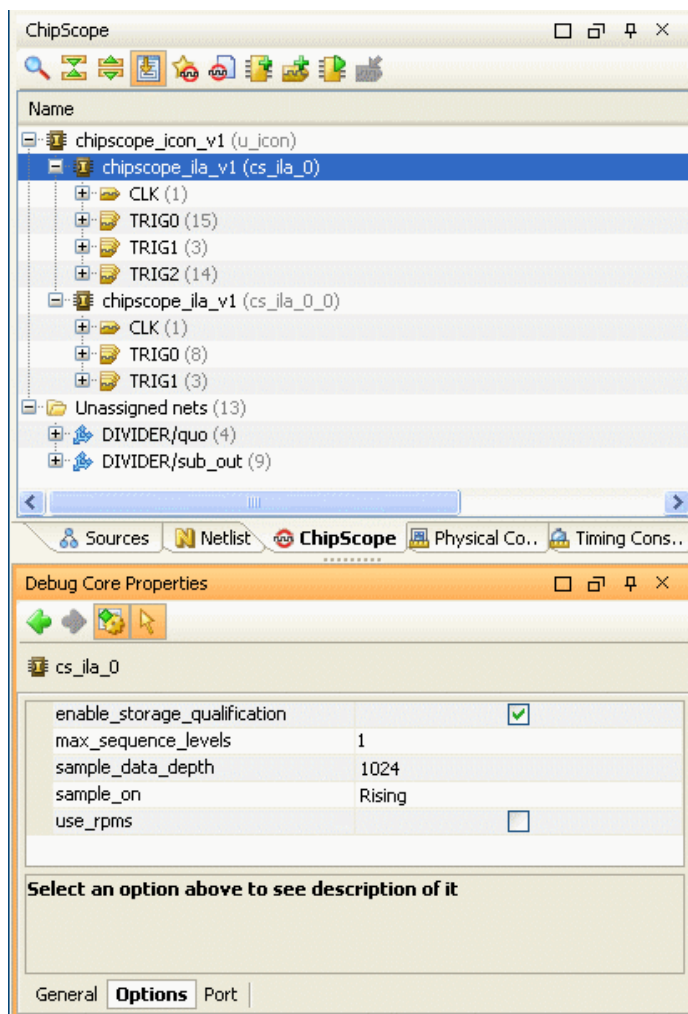 ChipScope
Name
chipscope_icon_v1 (u_icon)
chipscope_ila_v1 (cs_ila_0)
CLK (1)
TRIG0 (15)
TRIG1 (3)
TRIG2 (14)
chipscope_ila_v1 (cs_ila_0_0)
CLK (1)
TRIG0 (8)
TRIG1 (3)
Unassigned nets (13)
DIVIDER/quo (4)
DIVIDER/sub_out (9)
Sources Netlist ChipScope Physical Co.. Timing Cons..
Debug Core Properties
cs_ila_0
enable_storage_qualification
max_sequence_levels 1
sample_data_depth 1024
sample_on Rising
use_rpms
Select an option above to see description of it
General Options Port